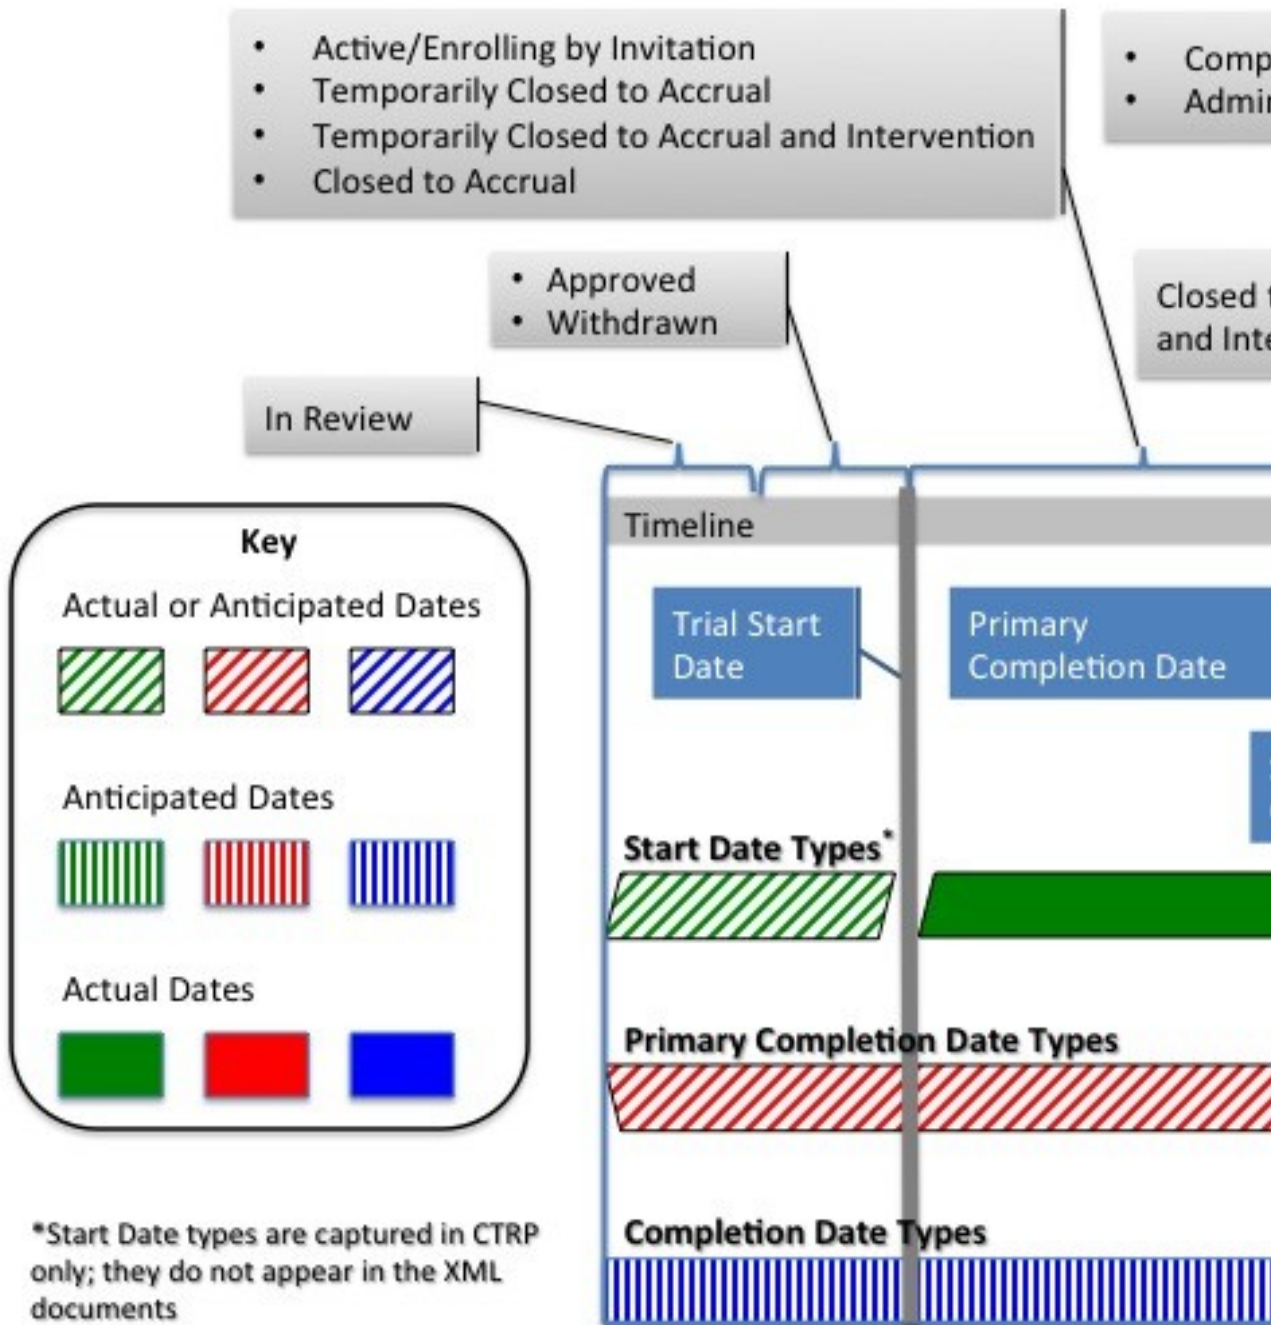 • Active/Enrolling by Invitation
• Temporarily Closed to Accrual
• Temporarily Closed to Accrual and Intervention
• Closed to Accrual
•
•
• Approved
• Withdrawn
Closed
and
In Review
Key
Actual or Anticipated Dates
Anticipated Dates
Actual Dates
*Start Date types are captured in CTRP
only; they do not appear in the XML
documents
Timeline
Trial Start
Date
Primary
Completion Date
Start Date Types*
Primary Completion Date Types
Completion Date Types